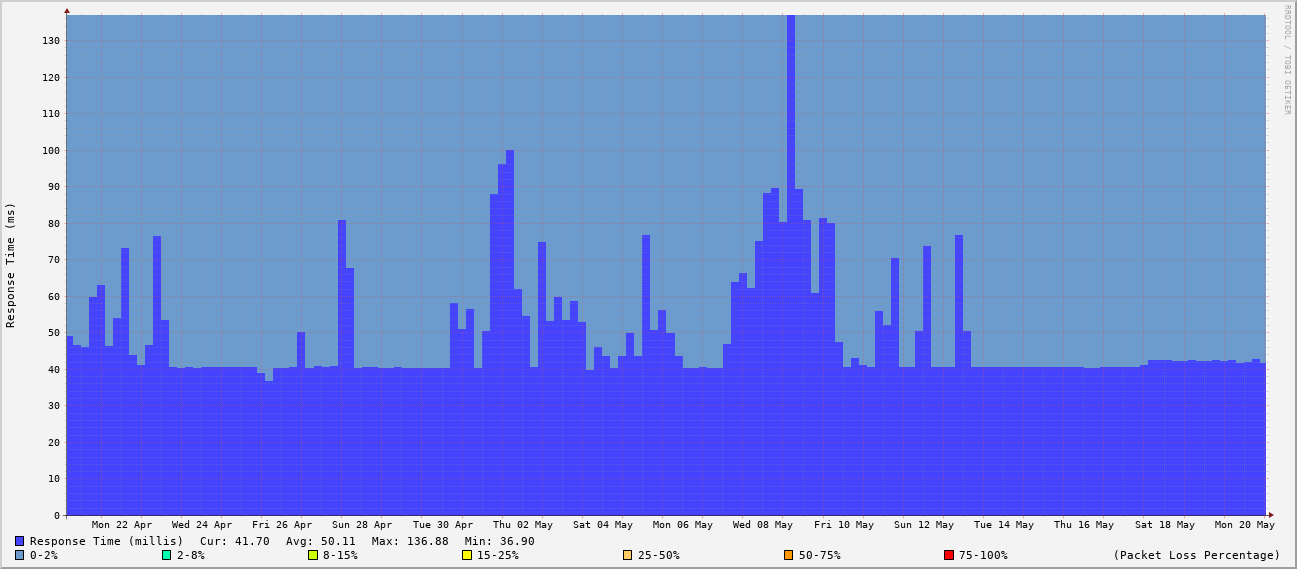 RRDTOOL / TOBI OETIKER
Response Time (ms)
130
120
110
100
90
80
70
60
50
40
30
20
10
0
Mon 22 Apr Wed 24 Apr Fri 26 Apr Sun 28 Apr Tue 30 Apr Thu 02 May Sat 04 May Mon 06 May Wed 08 May Fri 10 May Sun 12 May Tue 14 May Thu 16 May Sat 18 May Mon 20 May
Response Time (millis) Cur: 41.70 Avg: 50.11 Max: 136.88 Min: 36.90
0-2% 2-8% 8-15% 15-25% 25-50% 50-75% 75-100% (Packet Loss Percentage)